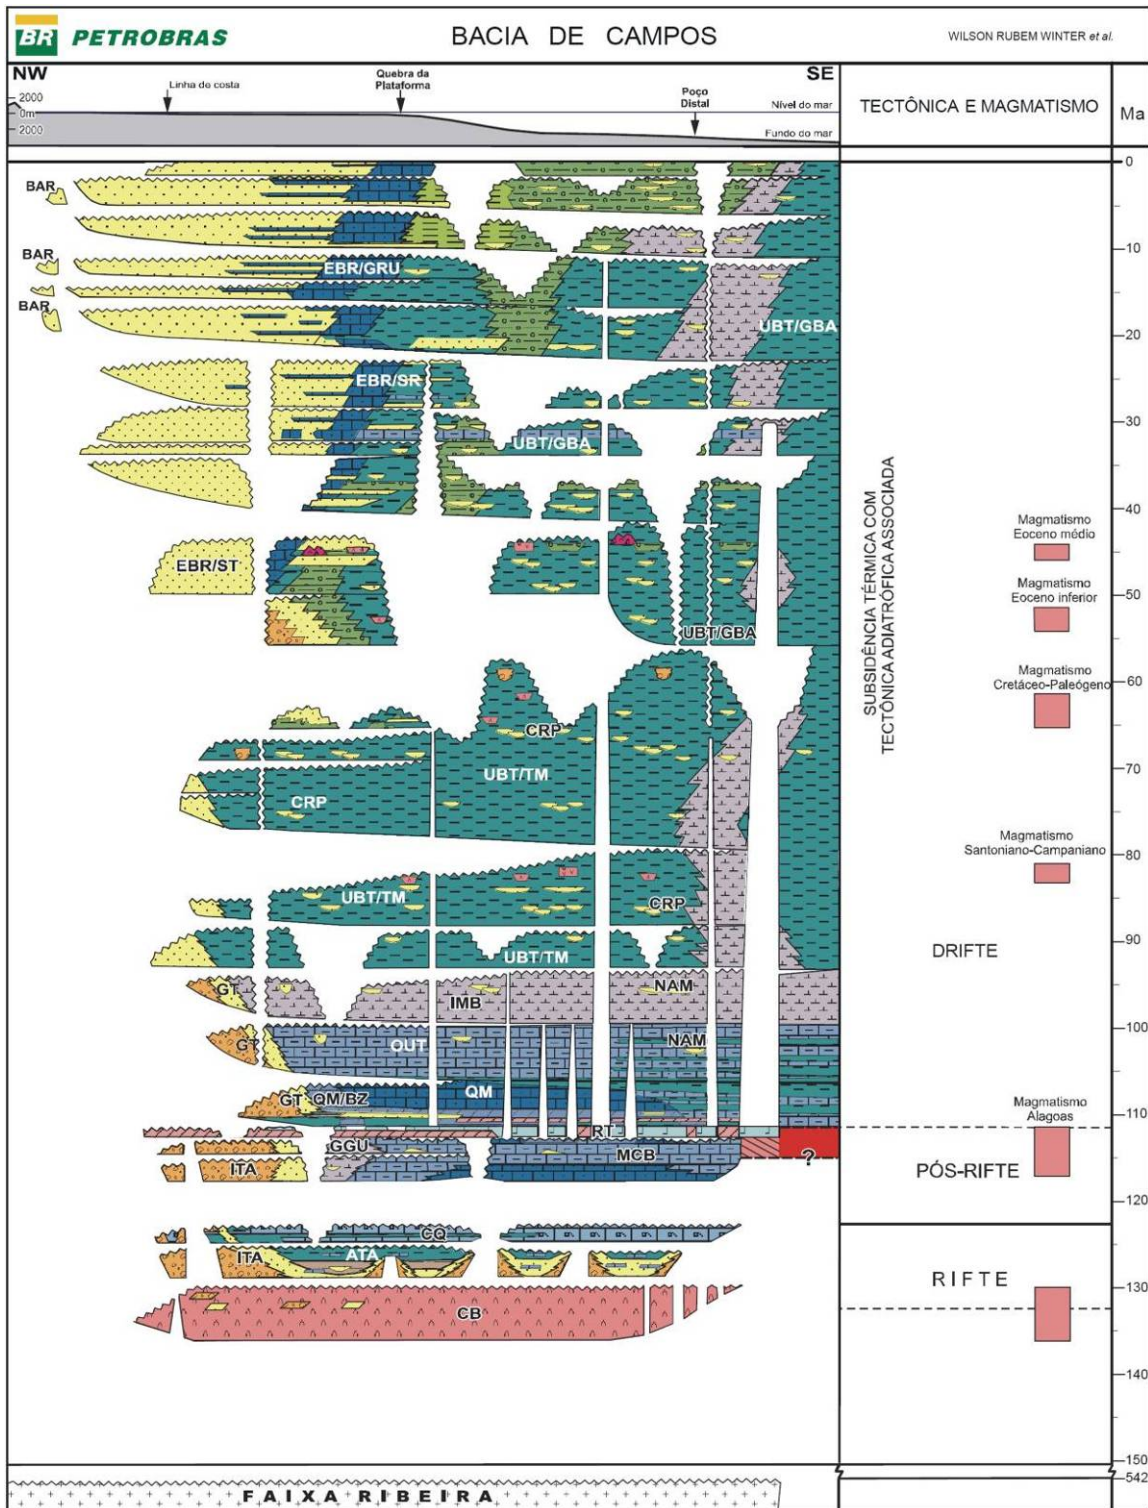 BR PETROBRAS
BACIA DE CAMPOS
WILSON RUBEM WINTER et al.
NW
Linha de costa
Quebra da
Plataforma
Poço
Distal
SE
Nível do mar
Fundo do mar
2000
0m
2000
TECTÔNICA E MAGMATISMO
Ma
0
10
20
30
40
50
60
70
80
90
100
110
120
130
140
150
542
BAR
BAR
BAR
EBR/GRU
UBT/GBA
EBR/SR
UBT/GBA
EBR/ST
UBT/GBA
CRP
UBT/TM
CRP
UBT/TM
CRP
UBT/TM
GT
IMB
NAM
GT
OUT
NAM
GT
QM/BZ
QM
RT
GGU
MCB
ITA
?
CQ
ITA
ATA
CB
FAIXA RIBEIRA
SUBSIDÊNCIA TÉRMICA COM
TECTÔNICA ADIATRÓFICA ASSOCIADA
Magmatismo
Eoceno médio
Magmatismo
Eoceno inferior
Magmatismo
Cretáceo-Paleógeno
Magmatismo
Santoniano-Campaniano
DRIFTE
Magmatismo
Alagoas
PÓS-RIFTE
RIFTE